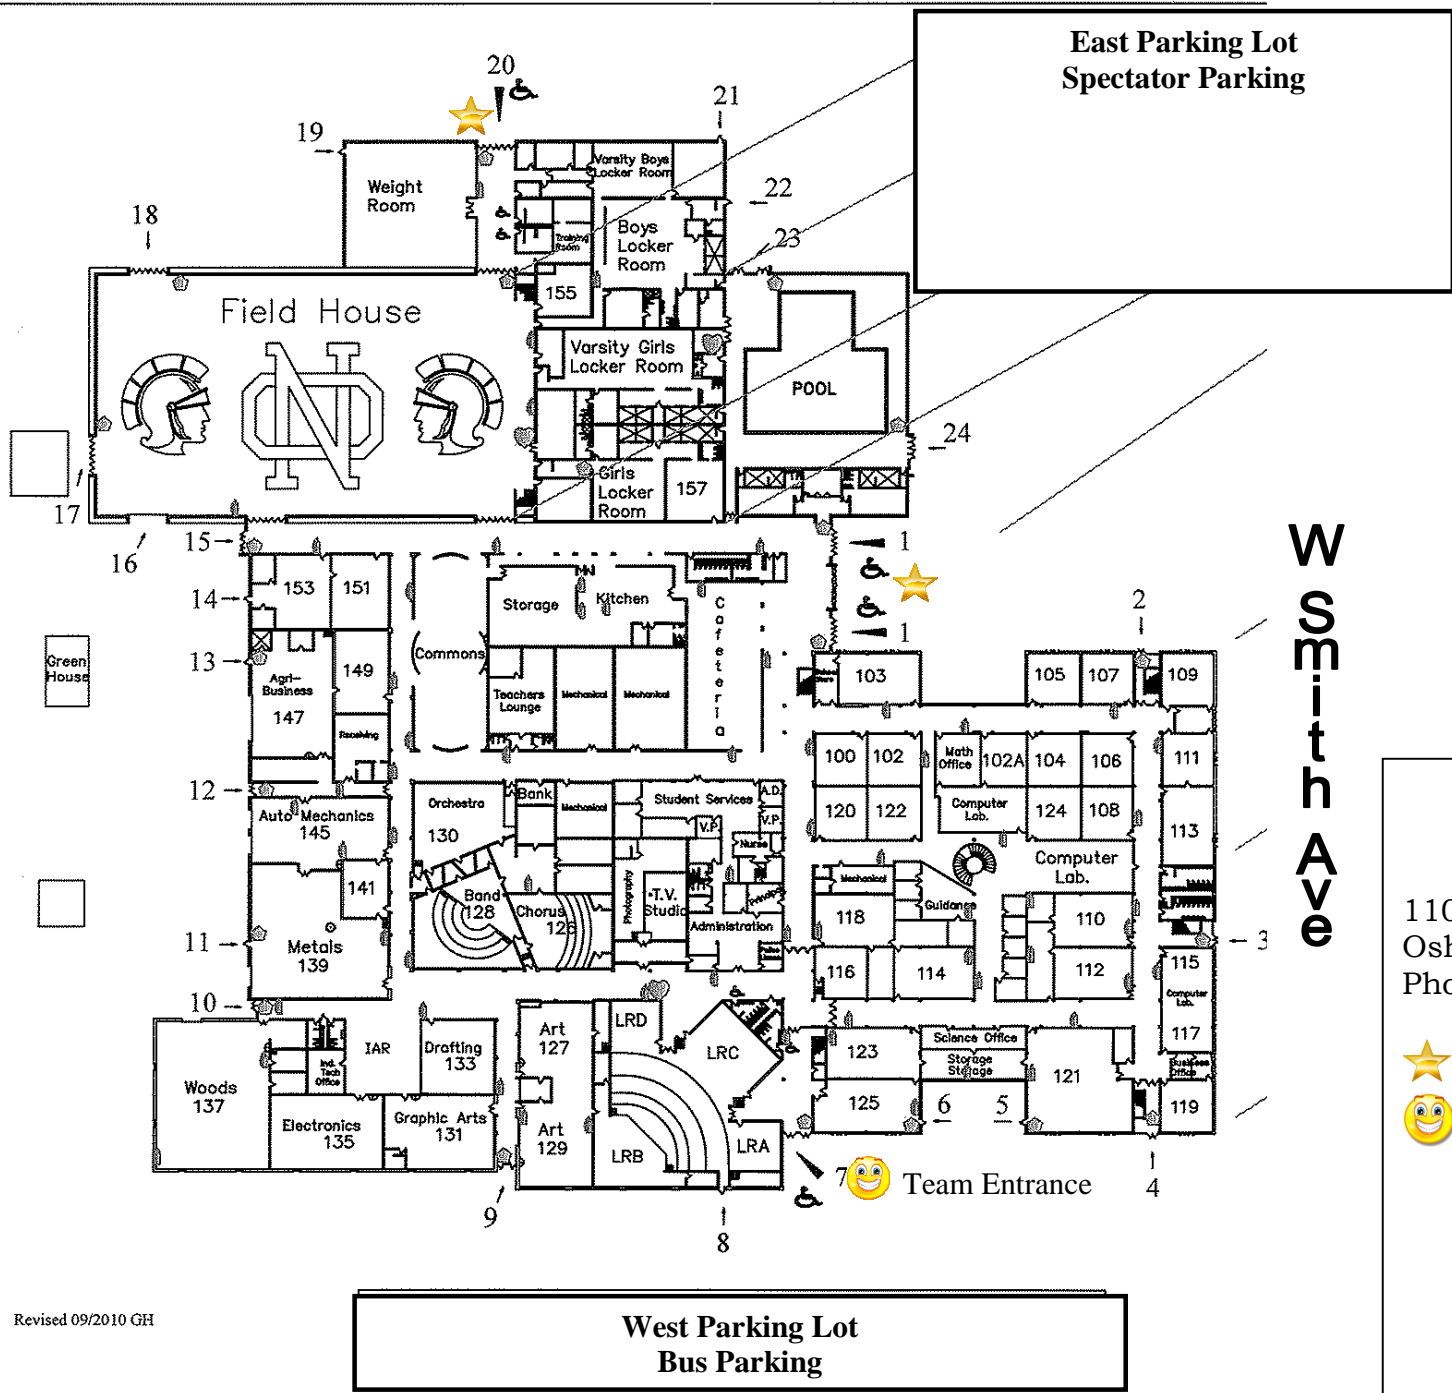 East Parking Lot
Spectator Parking
20
21
19
Varsity Boys
Locker Room
Weight
Room
22
18
Boys
Locker
Room
Training
Room
23
155
Field House
Varsity Girls
Locker Room
POOL
24
Girls
Locker
Room
157
17
16
15
1
153
151
14
Storage
Kitchen
Cafeteria
1
2
W Smith Ave
Green
House
13
Commons
149
Agri-
Business
147
Teachers
Lounge
Mechanical
Mechanical
103
105
107
109
Receiving
100
102
Math
Office
102A
104
106
111
12
Orchestra
130
Bank
Mechanical
Student Services
A.D.
V.P.
V.P.
Nurse
120
122
Computer
Lab.
124
108
113
Auto Mechanics
145
141
Band
128
Chorus
126
Photography
T.V.
Studio
Principal
Administration
Mechanical
Guidance
Computer
Lab.
118
110
11
Metals
139
3
116
114
112
115
Computer
Lab.
117
10
IAR
Drafting
133
Art
127
LRD
LRC
123
Science Office
Storage
Storage
121
Business
Office
Woods
137
Ind.
Tech
Office
Electronics
135
Graphic Arts
131
Art
129
LRB
LRA
125
6
5
119
7
Team Entrance
4
9
8
110
Osh
Pho
Revised 09/2010 GH
West Parking Lot
Bus Parking